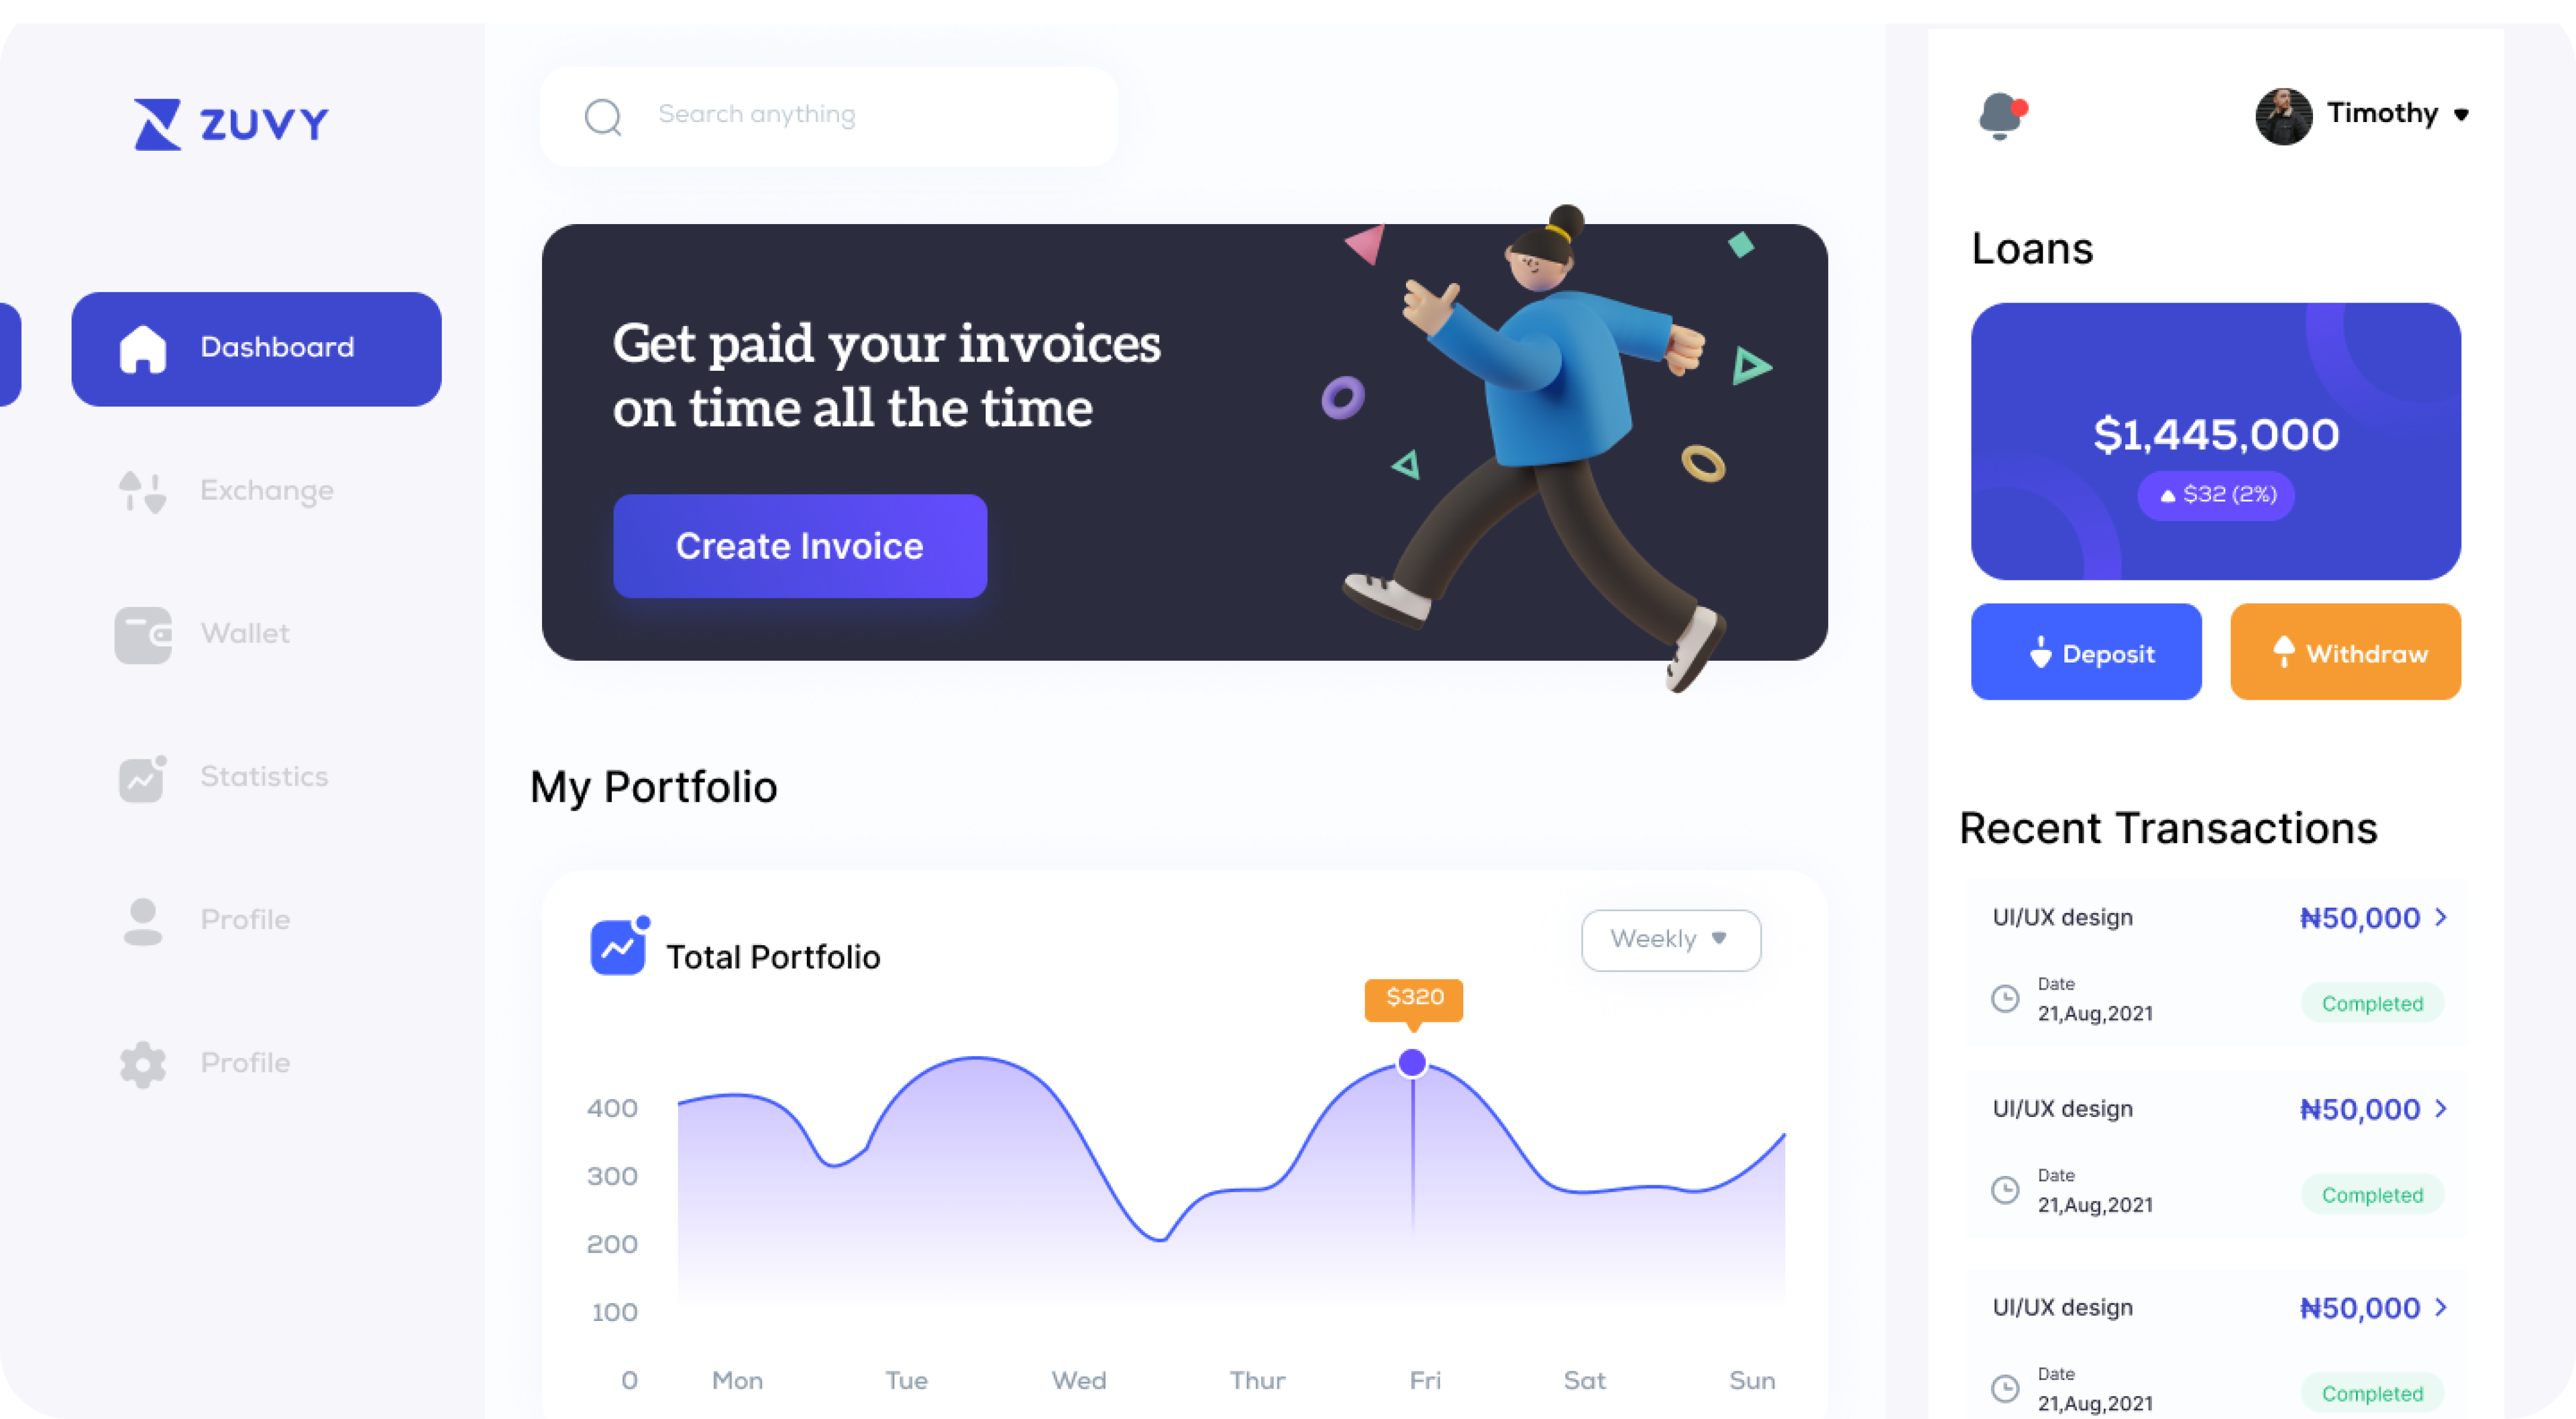 ZUVY
Dashboard
Exchange
Wallet
Statistics
Profile
Profile
Search anything
Get paid your invoices
on time all the time
Create Invoice
My Portfolio
Total Portfolio
Weekly
$320
400
300
200
100
0
Mon Tue Wed Thur Fri Sat Sun
Timothy
Loans
$1,445,000
$32 (2%)
Deposit
Withdraw
Recent Transactions
UI/UX design ₦50,000
Date
21,Aug,2021
Completed
UI/UX design ₦50,000
Date
21,Aug,2021
Completed
UI/UX design ₦50,000
Date
21,Aug,2021
Completed